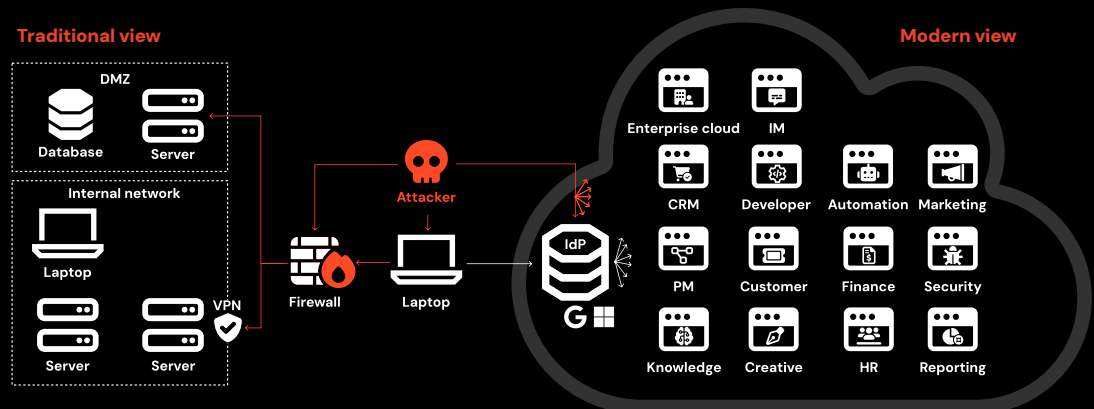 Traditional view
Modern view
DMZ
Database
Server
Internal network
Laptop
VPN
Server
Server
Firewall
Attacker
Laptop
IdP
G
Enterprise cloud
IM
CRM
Developer
Automation
Marketing
PM
Customer
Finance
Security
Knowledge
Creative
HR
Reporting